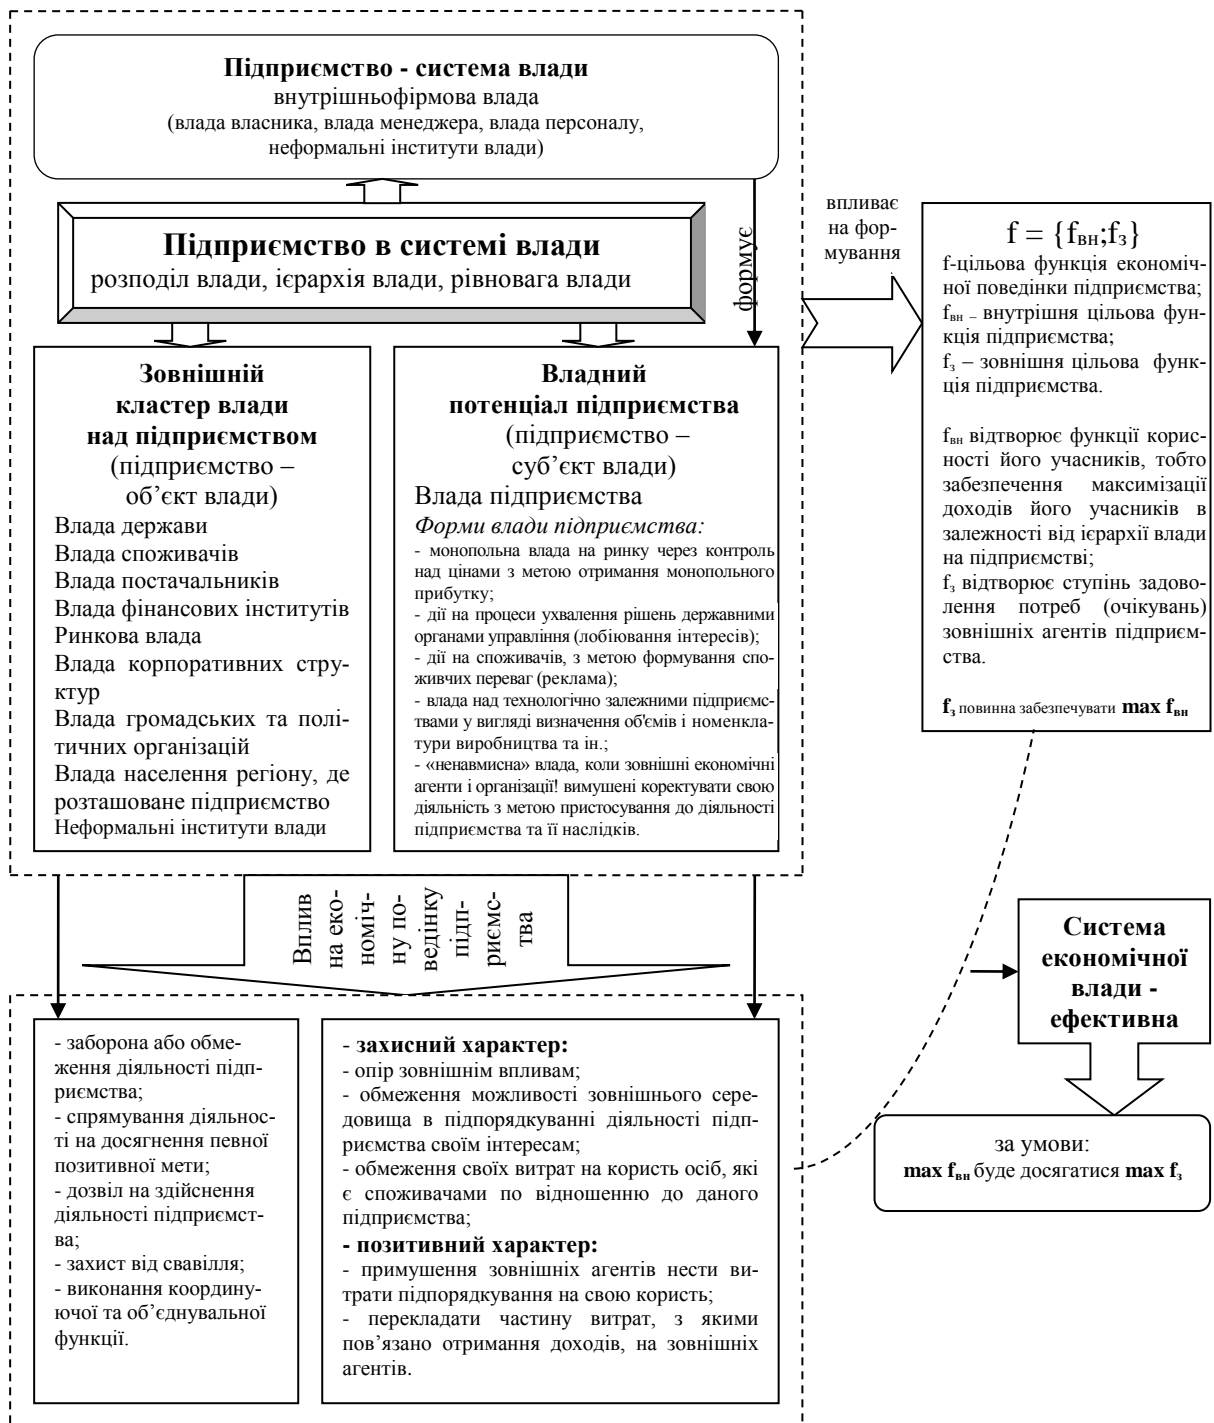 Підприємство - система влади
внутрішньофірмова влада
(влада власника, влада менеджера, влада персоналу,
неформальні інститути влади)
Підприємство в системі влади
розподіл влади, ієрархія влади, рівновага влади
формує
впливає
на фор-
мування
f = {fвн;fз}
f-цільова функція економіч-
ної поведінки підприємства;
fвн – внутрішня цільова фун-
кція підприємства;
fз – зовнішня цільова функ-
ція підприємства.
fвн відтворює функції корис-
ності його учасників, тобто
забезпечення максимізації
доходів його учасників в
залежності від ієрархії влади
на підприємстві;
fз відтворює ступінь задово-
лення потреб (очікувань)
зовнішніх агентів підприєм-
ства.
fз повинна забезпечувати max fвн
Зовнішній
кластер влади
над підприємством
(підприємство –
об’єкт влади)
Влада держави
Влада споживачів
Влада постачальників
Влада фінансових інститутів
Ринкова влада
Влада корпоративних струк-
тур
Влада громадських та полі-
тичних організацій
Влада населення регіону, де
розташоване підприємство
Неформальні інститути влади
Владний
потенціал підприємства
(підприємство –
суб’єкт влади)
Влада підприємства
Форми влади підприємства:
- монопольна влада на ринку через контроль
над цінами з метою отримання монопольного
прибутку;
- дії на процеси ухвалення рішень державними
органами управління (лобіювання інтересів);
- дії на споживачів, з метою формування спо-
живчих переваг (реклама);
- влада над технологічно залежними підприємс-
твами у вигляді визначення об'ємів і номенкла-
тури виробництва та ін.;
- «ненавмисна» влада, коли зовнішні економічні
агенти і організації! вимушені коректувати свою
діяльність з метою пристосування до діяльності
підприємства та її наслідків.
Вплив
на еко-
номіч-
ну по-
ведінку
підп-
риємс-
тва
Система
економічної
влади -
ефективна
за умови:
max fвн буде досягатися max fз
- заборона або обме-
ження діяльності підп-
риємства;
- спрямування діяльнос-
ті на досягнення певної
позитивної мети;
- дозвіл на здійснення
діяльності підприємст-
ва;
- захист від свавілля;
- виконання координу-
ючої та об’єднувальної
функції.
- захисний характер:
- опір зовнішнім впливам;
- обмеження можливості зовнішнього сере-
довища в підпорядкуванні діяльності підп-
риємства своїм інтересам;
- обмеження своїх витрат на користь осіб, які
є споживачами по відношенню до даного
підприємства;
- позитивний характер:
- примушення зовнішніх агентів нести ви-
трати підпорядкування на свою користь;
- перекладати частину витрат, з якими
пов’язано отримання доходів, на зовнішніх
агентів.